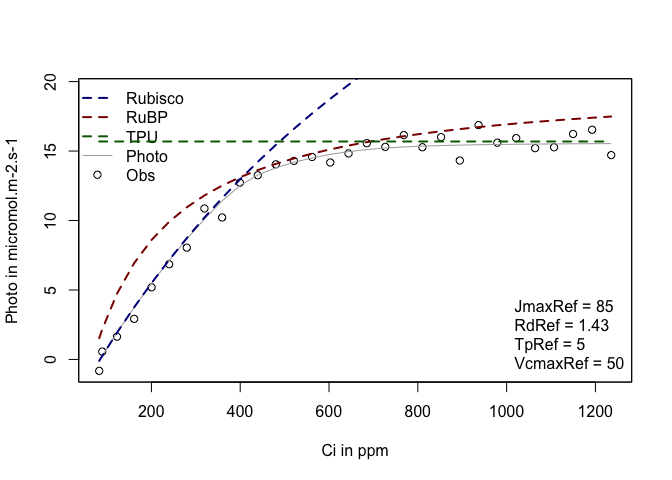 20
15
10
5
0
Photo in micromol.m-2.s-1
Rubisco
RuBP
TPU
Photo
Obs
JmaxRef = 85
RdRef = 1.43
TpRef = 5
VcmaxRef = 50
200 400 600 800 1000 1200
Ci in ppm